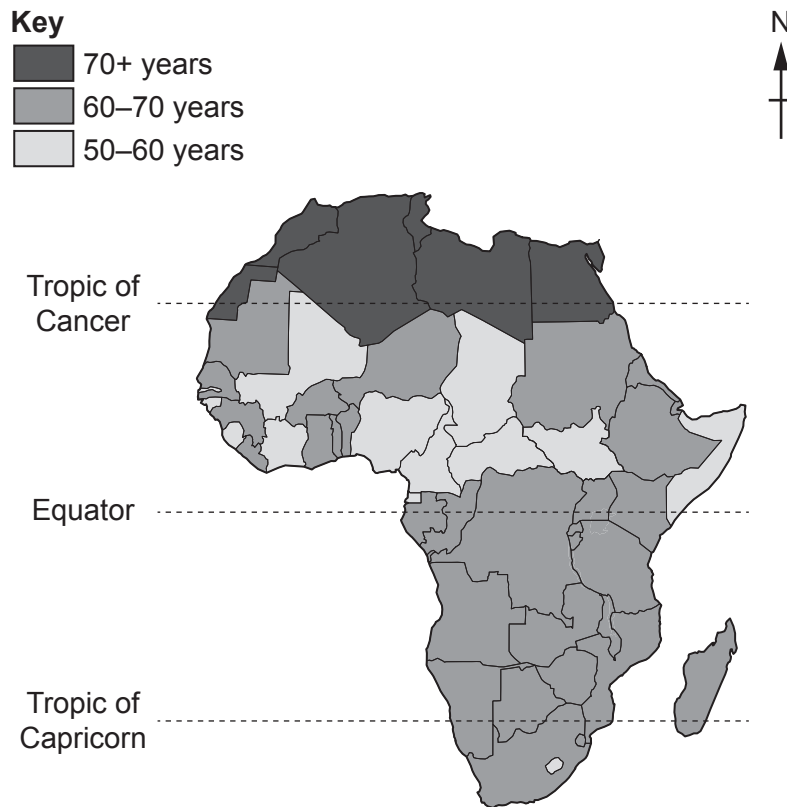 Key
N
70+ years
60–70 years
50–60 years
Tropic of
Cancer
Equator
Tropic of
Capricorn